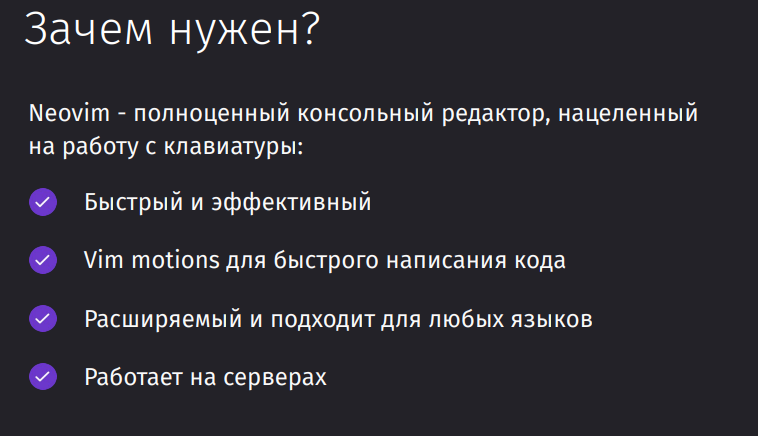 Зачем нужен?
Neovim - полноценный консольный редактор, нацеленный
на работу с клавиатуры:
Быстрый и эффективный
Vim motions для быстрого написания кода
Расширяемый и подходит для любых языков
Работает на серверах